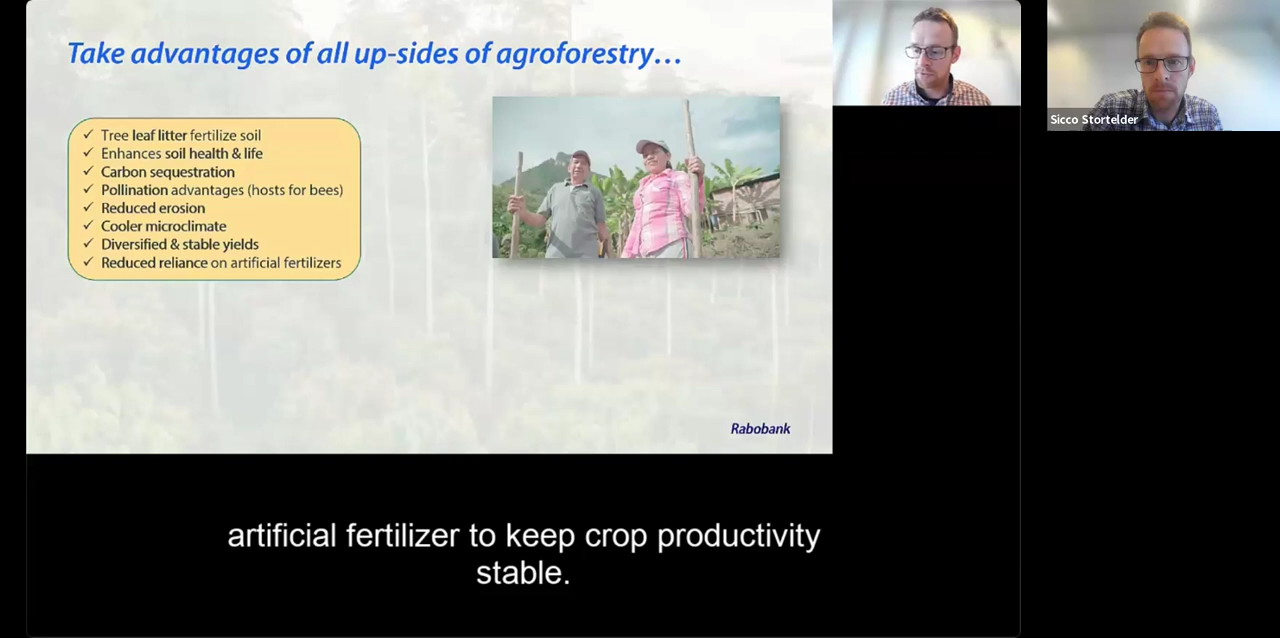 Take advantages of all up-sides of agroforestry…
✓ Tree leaf litter fertilize soil
✓ Enhances soil health & life
✓ Carbon sequestration
✓ Pollination advantages (hosts for bees)
✓ Reduced erosion
✓ Cooler microclimate
✓ Diversified & stable yields
✓ Reduced reliance on artificial fertilizers
Rabobank
Sicco Stortelder
artificial fertilizer to keep crop productivity
stable.